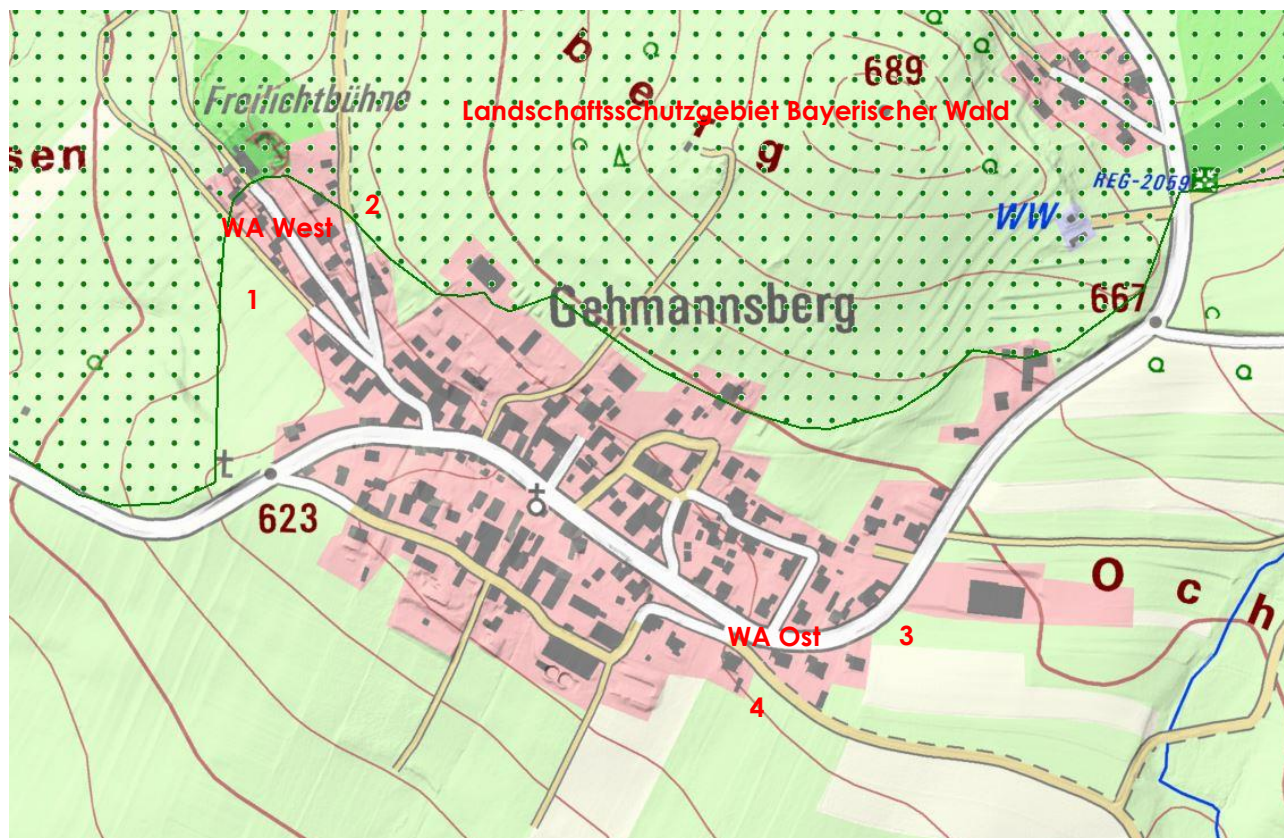 b
e
r
g
689
Freilichtbühne
Landschaftsschutzgebiet Bayerischer Wald
sen
REG-2059
2
WW
WA West
1
667
Gehmannsberg
t
623
O
c
h
WA Ost
3
4